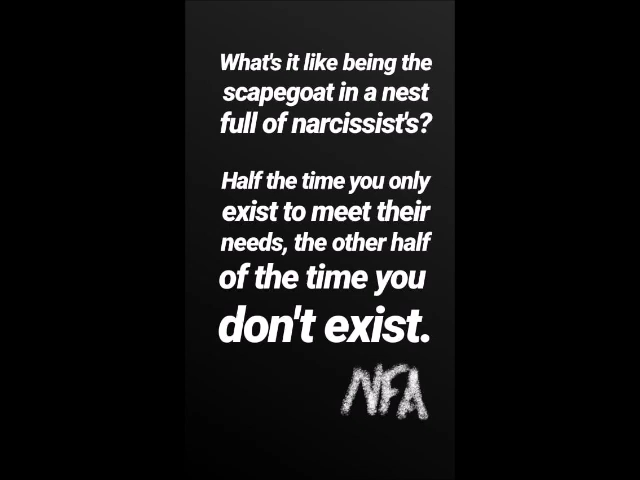 What's it like being the
scapegoat in a nest
full of narcissist's?
Half the time you only
exist to meet their
needs, the other half
of the time you
don't exist.
NFA